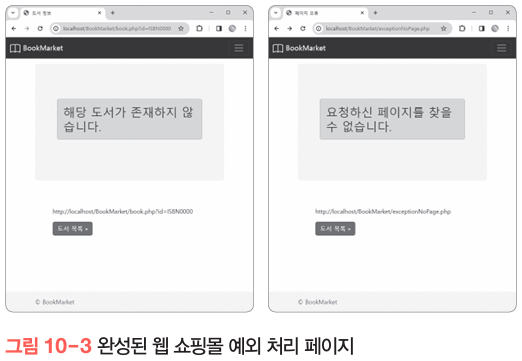 도서 정보
localhost/BookMarket/book.php?id=ISBN0000
BookMarket
해당 도서가 존재하지 않
습니다.
http://localhost/BookMarket/book.php?id=ISBN0000
도서 목록 »
© BookMarket
페이지 오류
localhost/BookMarket/exceptionNoPage.php
BookMarket
요청하신 페이지를 찾을
수 없습니다.
http://localhost/BookMarket/exceptionNoPage.php
도서 목록 »
© BookMarket
그림 10-3 완성된 웹 쇼핑몰 예외 처리 페이지